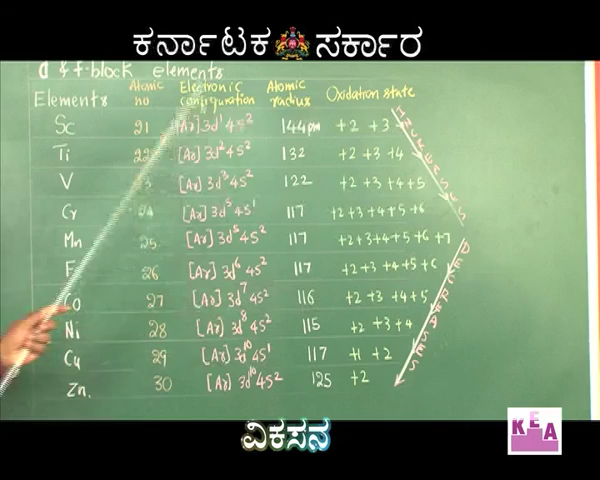 ಕರ್ನಾಟಕ ಸರ್ಕಾರ
d & f-block elements
Elements Atomic no Electronic configuration Atomic radius Oxidation state
Sc 21 [Ar] 3d¹ 4s² 144pm +2 +3
Ti 22 [Ar] 3d² 4s² 132 +2 +3 +4
V [Ar] 3d³ 4s² 122 +2 +3 +4 +5
Cr 24 [Ar] 3d⁵ 4s¹ 117 +2 +3 +4 +5 +6
Mn 25 [Ar] 3d⁵ 4s² 117 +2 +3 +4 +5 +6 +7
F 26 [Ar] 3d⁶ 4s² 117 +2 +3 +4 +5 +6
Co 27 [Ar] 3d⁷ 4s² 116 +2 +3 +4 +5
Ni 28 [Ar] 3d⁸ 4s² 115 +2 +3 +4
Cu 29 [Ar] 3d¹⁰ 4s¹ 117 +1 +2
Zn. 30 [Ar] 3d¹⁰ 4s² 125 +2
INCREASES
DECREASES
ವಿಕಸನ
KEA